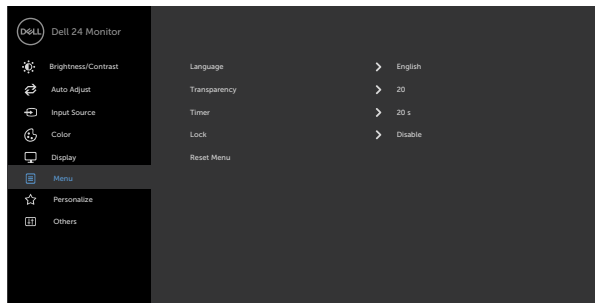 DELL Dell 24 Monitor
Brightness/Contrast Language English
Auto Adjust Transparency 20
Input Source Timer 20 s
Color Lock Disable
Display Reset Menu
Menu
Personalize
Others